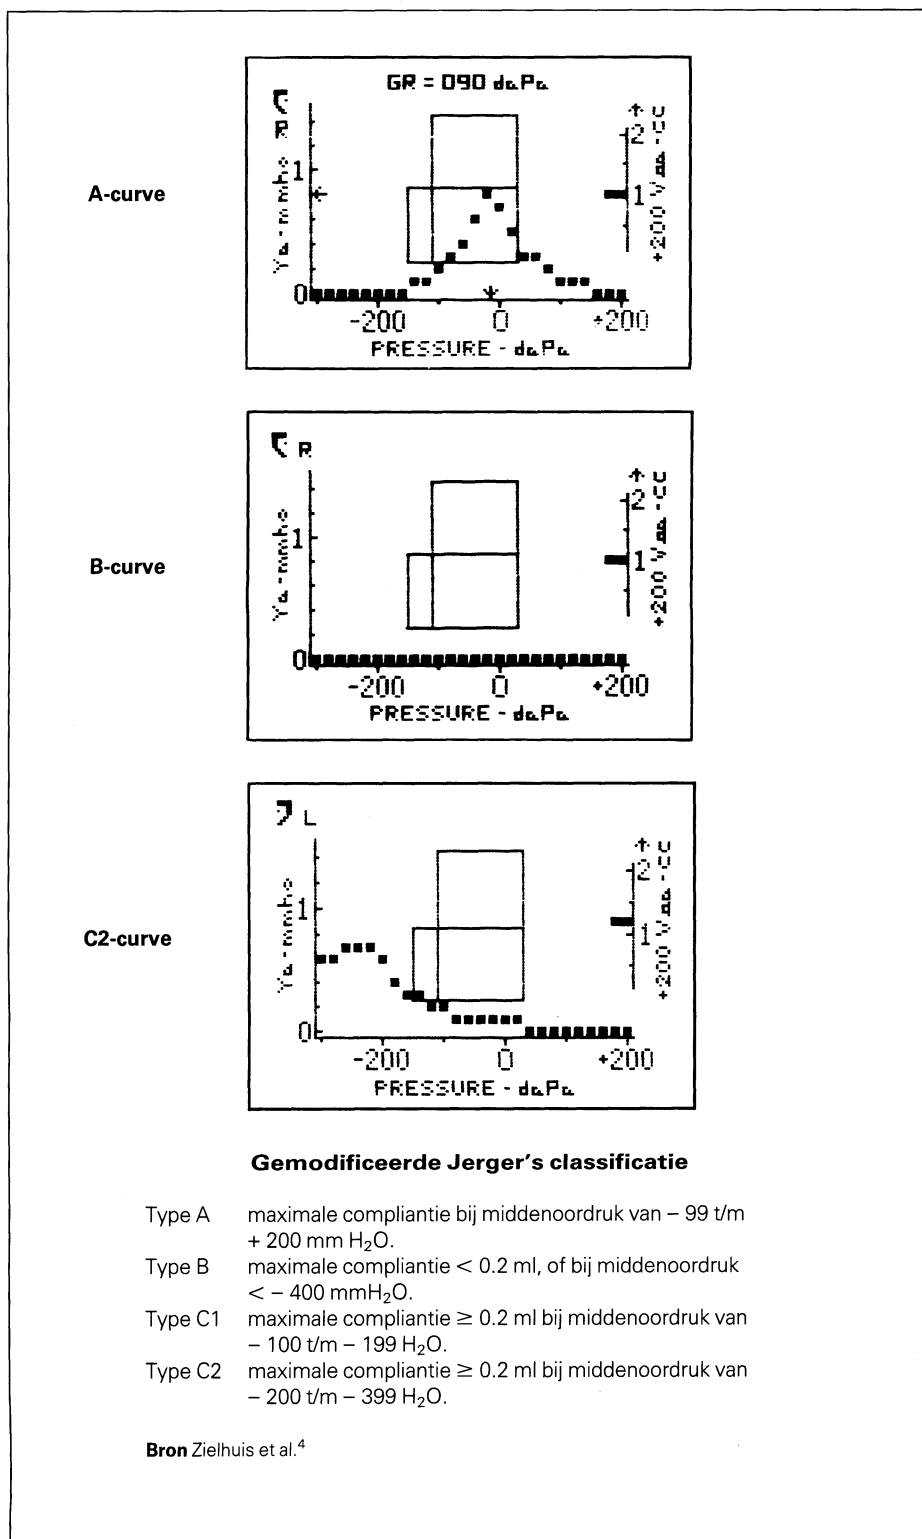 A-curve
GR = 090 daPa
R
Ya - mmho
1
0
-200 0 +200
PRESSURE - daPa
2
1
+200 Vea - cc
B-curve
R
Ya - mmho
1
0
-200 0 +200
PRESSURE - daPa
2
1
+200 Vea - cc
C2-curve
L
Ya - mmho
1
0
-200 0 +200
PRESSURE - daPa
2
1
+200 Vea - cc
Gemodificeerde Jerger's classificatie
Type A maximale compliantie bij middenoordruk van – 99 t/m
+ 200 mm H₂O.
Type B maximale compliantie < 0.2 ml, of bij middenoordruk
< – 400 mmH₂O.
Type C1 maximale compliantie ≥ 0.2 ml bij middenoordruk van
– 100 t/m – 199 H₂O.
Type C2 maximale compliantie ≥ 0.2 ml bij middenoordruk van
– 200 t/m – 399 H₂O.
Bron Zielhuis et al.⁴